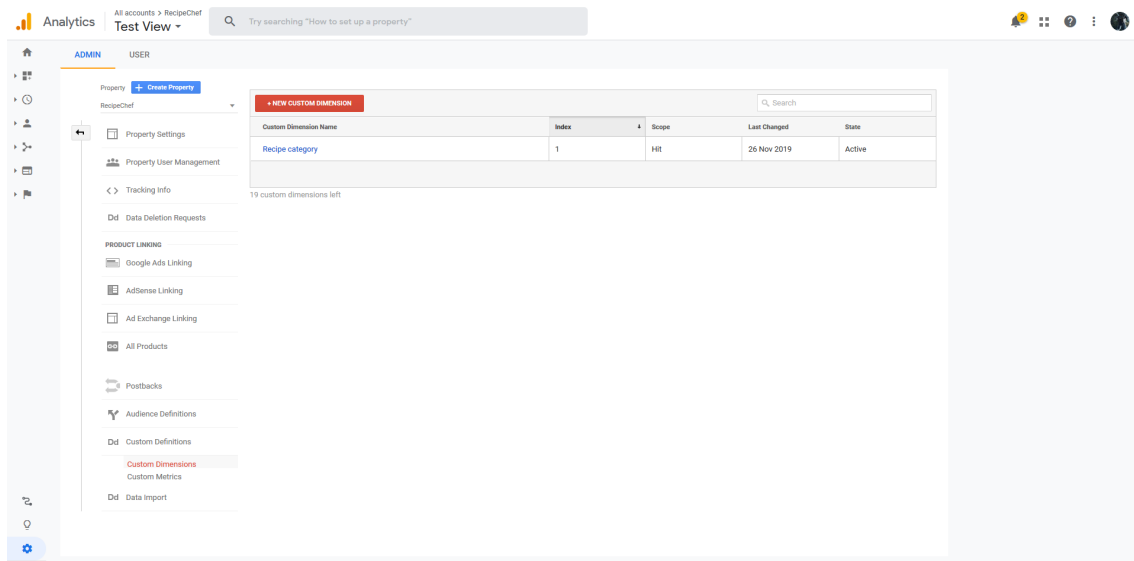 Analytics
All accounts > RecipeChef
Test View
Try searching "How to set up a property"
2
ADMIN
USER
Property
+ Create Property
RecipeChef
Property Settings
Property User Management
Tracking Info
Dd Data Deletion Requests
PRODUCT LINKING
Google Ads Linking
AdSense Linking
Ad Exchange Linking
All Products
Postbacks
Audience Definitions
Dd Custom Definitions
Custom Dimensions
Custom Metrics
Dd Data Import
+ NEW CUSTOM DIMENSION
Search
Custom Dimension Name Index Scope Last Changed State
Recipe category 1 Hit 26 Nov 2019 Active
19 custom dimensions left